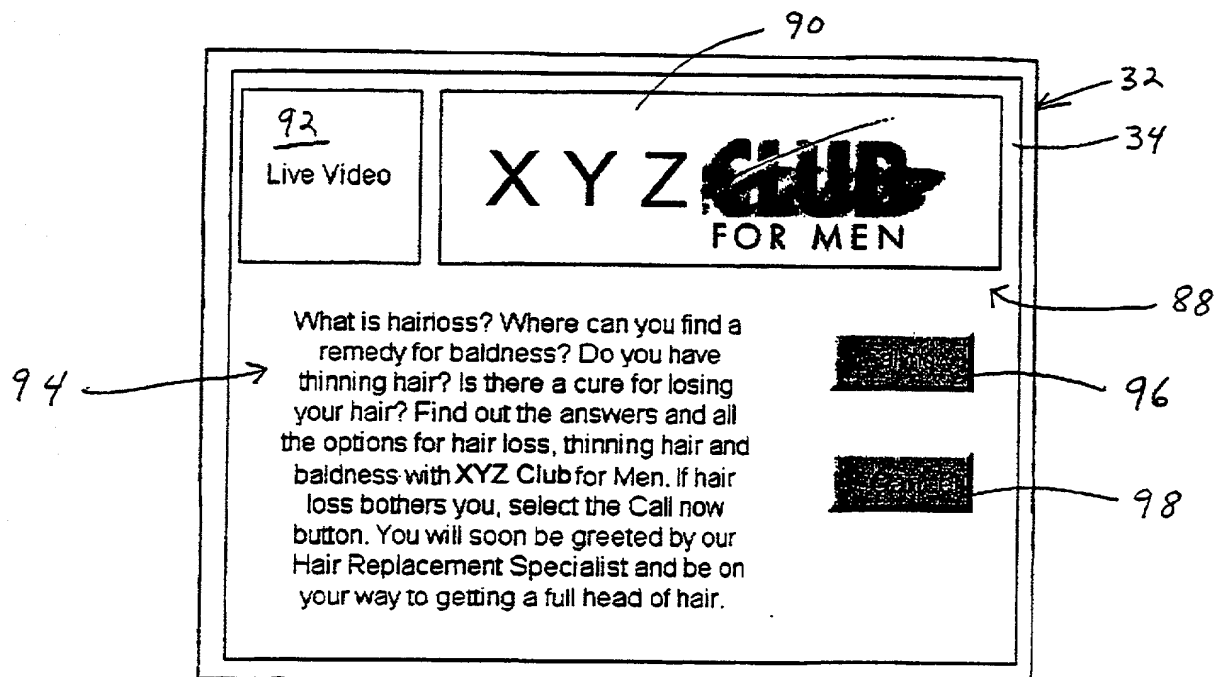 90
32
34
92
Live Video
XYZ CLUB
FOR MEN
88
What is hairloss? Where can you find a
remedy for baldness? Do you have
thinning hair? Is there a cure for losing
your hair? Find out the answers and all
the options for hair loss, thinning hair and
baldness with XYZ Club for Men. If hair
loss bothers you, select the Call now
button. You will soon be greeted by our
Hair Replacement Specialist and be on
your way to getting a full head of hair.
94
96
Cancel
98